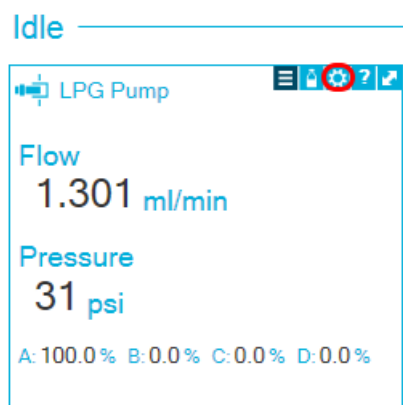 Idle
LPG Pump ?
Flow
1.301 ml/min
Pressure
31 psi
A: 100.0 % B: 0.0 % C: 0.0 % D: 0.0 %